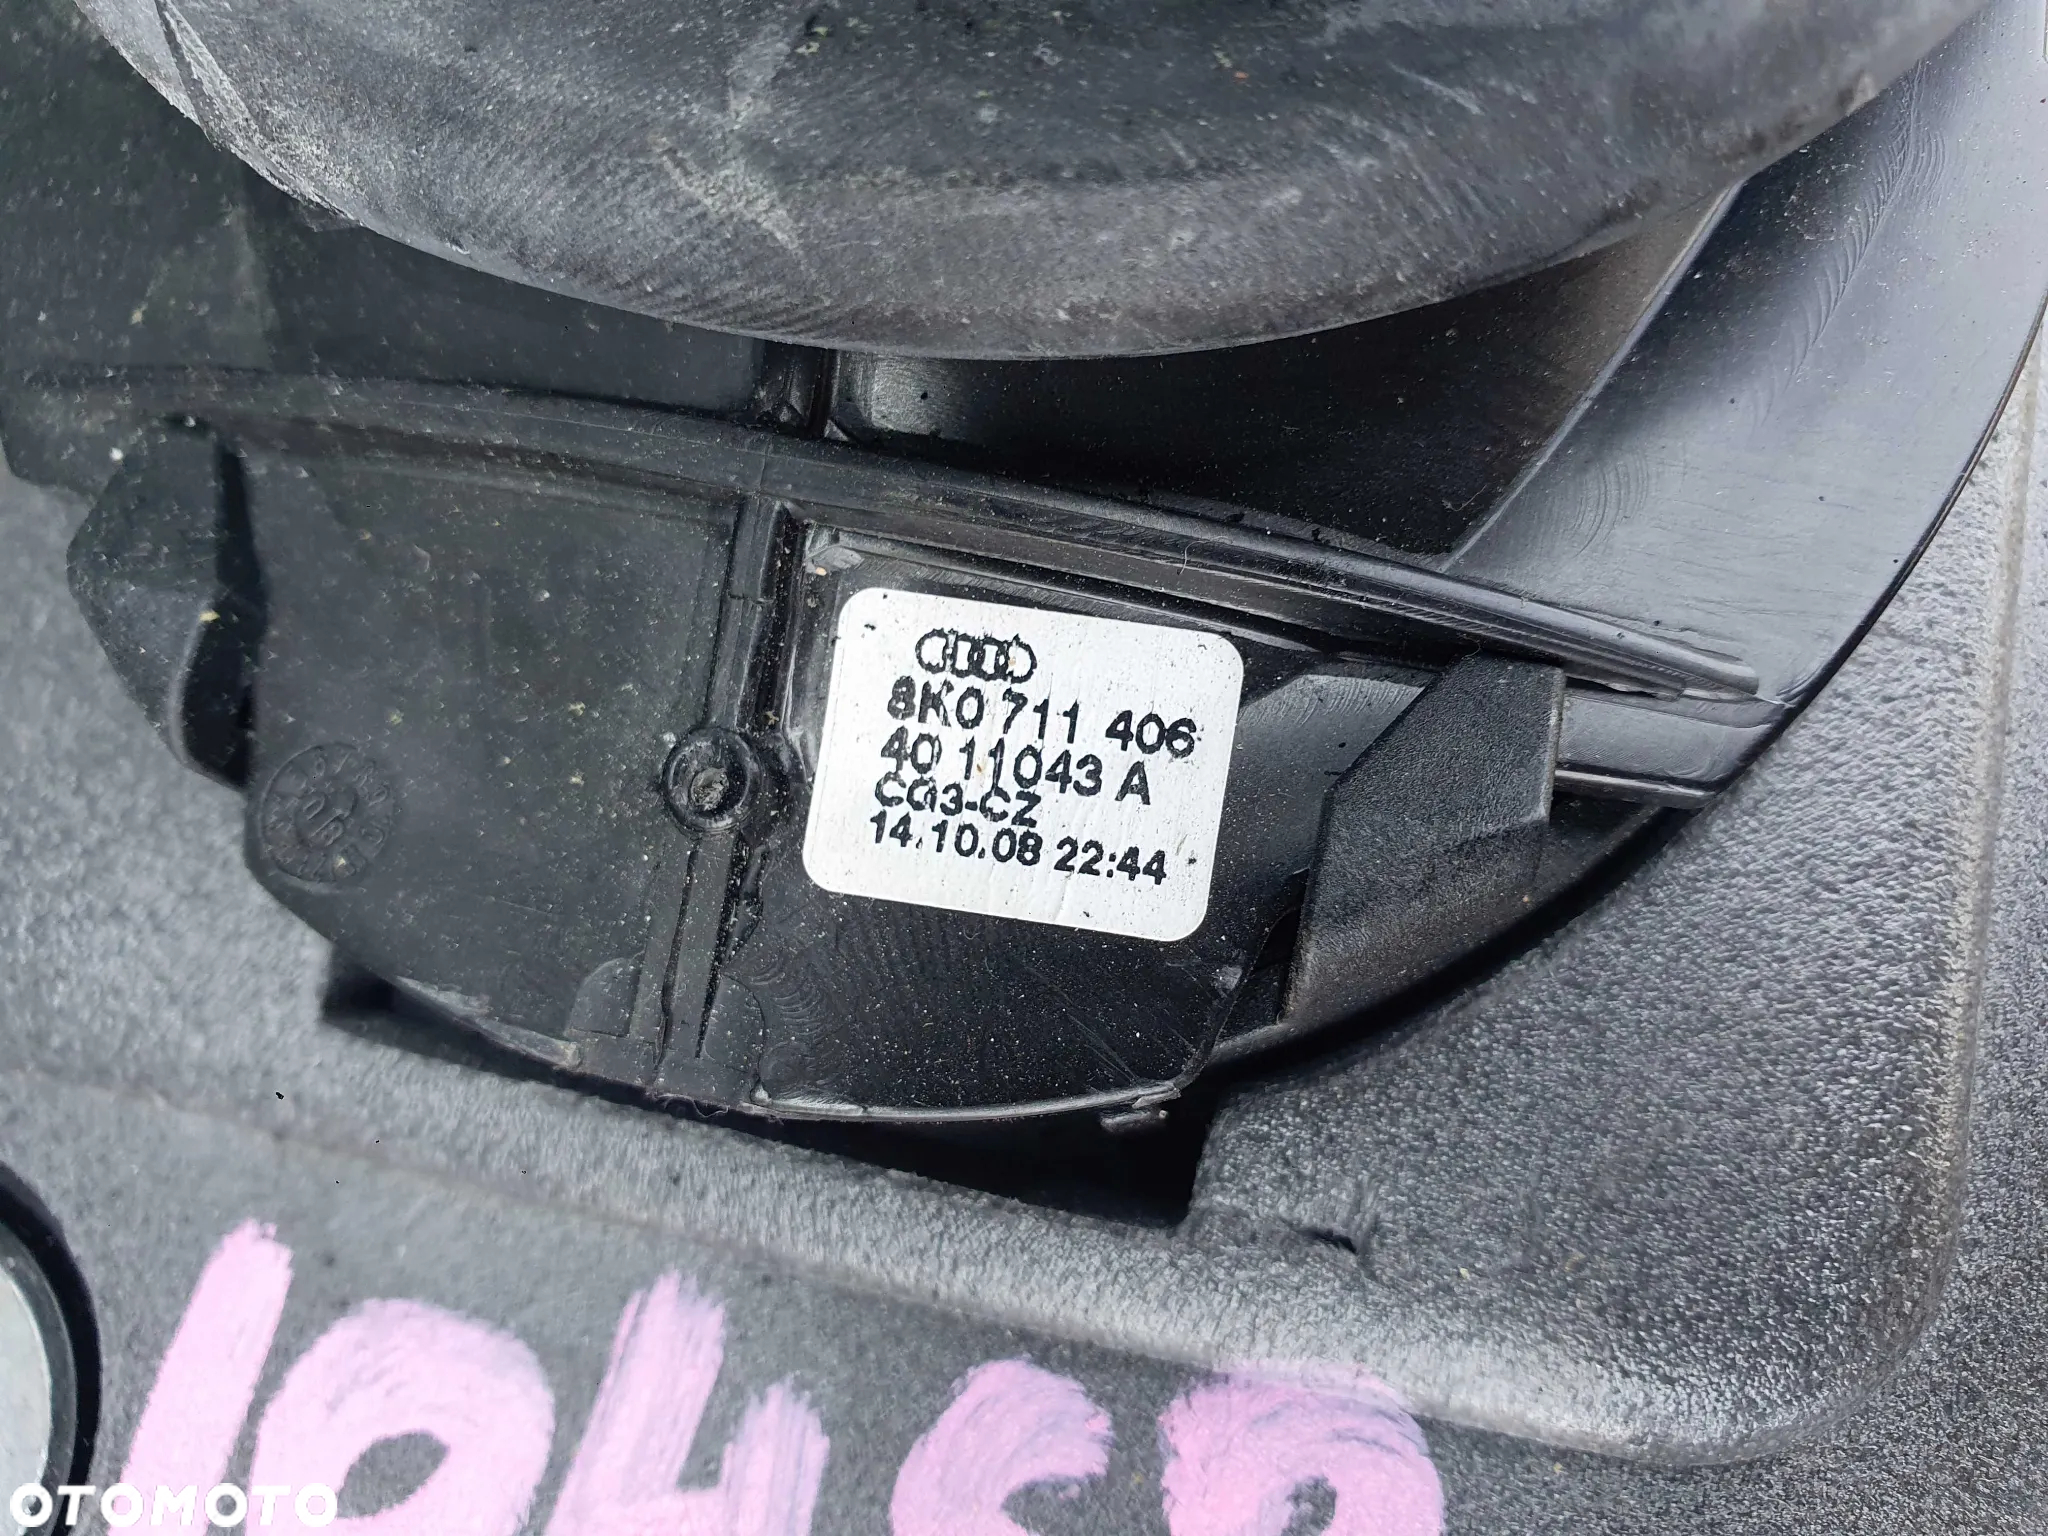 8K0 711 406
40 11043 A
CG3-CZ
14.10.08 22:44
OTOMOTO